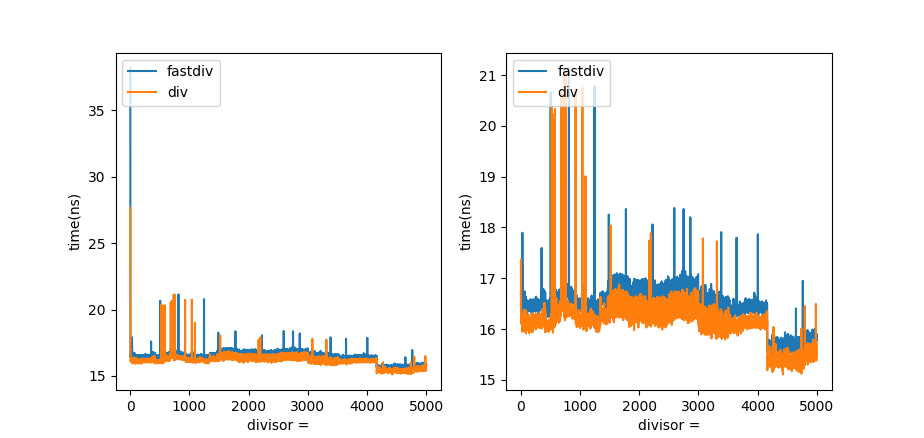 fastdiv
div
35
30
25
20
15
time(ns)
0 1000 2000 3000 4000 5000
divisor =
fastdiv
div
21
20
19
18
17
16
15
time(ns)
0 1000 2000 3000 4000 5000
divisor =